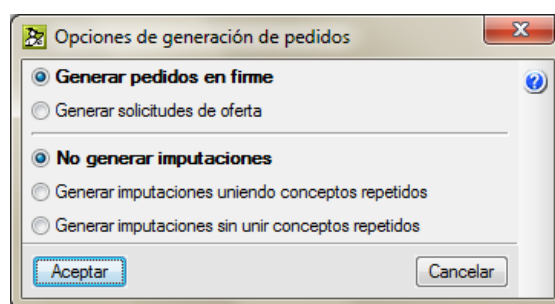 Opciones de generación de pedidos
Generar pedidos en firme
Generar solicitudes de oferta
No generar imputaciones
Generar imputaciones uniendo conceptos repetidos
Generar imputaciones sin unir conceptos repetidos
Aceptar Cancelar